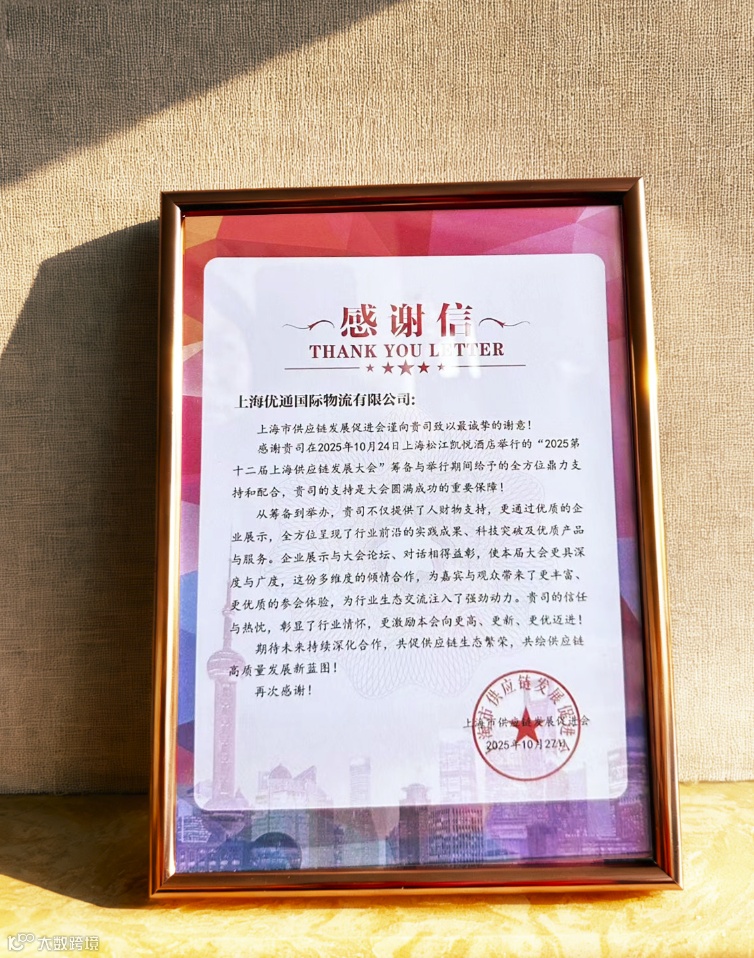 感谢信
THANK YOU LETTER
上海优通国际物流有限公司:
上海市供应链发展促进会谨向贵司致以最诚挚的谢意!
感谢贵司在2025年10月24日上海松江凯悦酒店举行的“2025第
十二届上海供应链发展大会”筹备与举行期间给予的全方位鼎力支
持和配合，贵司的支持是大会圆满成功的重要保障!
从筹备到举办，贵司不仅提供了人财物支持，更通过优质的企
业展示，全方位呈现了行业前沿的实践成果、科技突破及优质产品
与服务。企业展示与大会论坛、对话相得益彰，使本届大会更具深
度与广度，这份多维度的倾情合作，为嘉宾与观众带来了更丰富、
更优质的参会体验，为行业生态交流注入了强劲动力。贵司的信任
与热忱，彰显了行业情怀，更激励本会向更高、更新、更优迈进!
期待未来持续深化合作，共促供应链生态繁荣，共绘供应链
高质量发展新蓝图!
再次感谢!
上海市供应链发展促进会
2025年10月27日
上海市供应链发展促进会
大数跨境